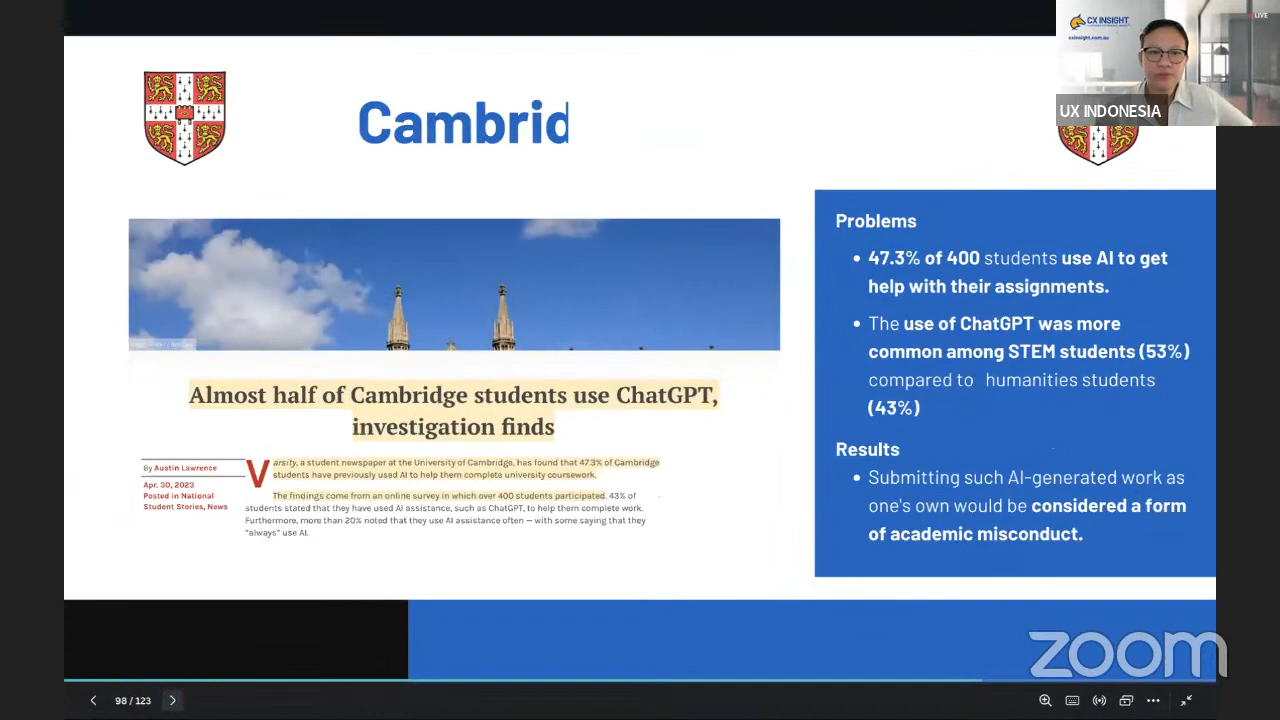 CX INSIGHT
cxinsight.com.au
LIVE
UX INDONESIA
Cambrid
Almost half of Cambridge students use ChatGPT,
investigation finds
By Austin Lawrence
Apr. 30, 2023
Posted in National
Student Stories, News
Varsity, a student newspaper at the University of Cambridge, has found that 47.3% of Cambridge
students have previously used AI to help them complete university coursework.
The findings come from an online survey in which over 400 students participated. 43% of
students stated that they have used AI assistance, such as ChatGPT, to help them complete work.
Furthermore, more than 20% noted that they use AI assistance often — with some saying that they
"always" use AI.
Problems
• 47.3% of 400 students use AI to get
help with their assignments.
• The use of ChatGPT was more
common among STEM students (53%)
compared to humanities students
(43%)
Results
• Submitting such AI-generated work as
one's own would be considered a form
of academic misconduct.
zoom
98 / 123